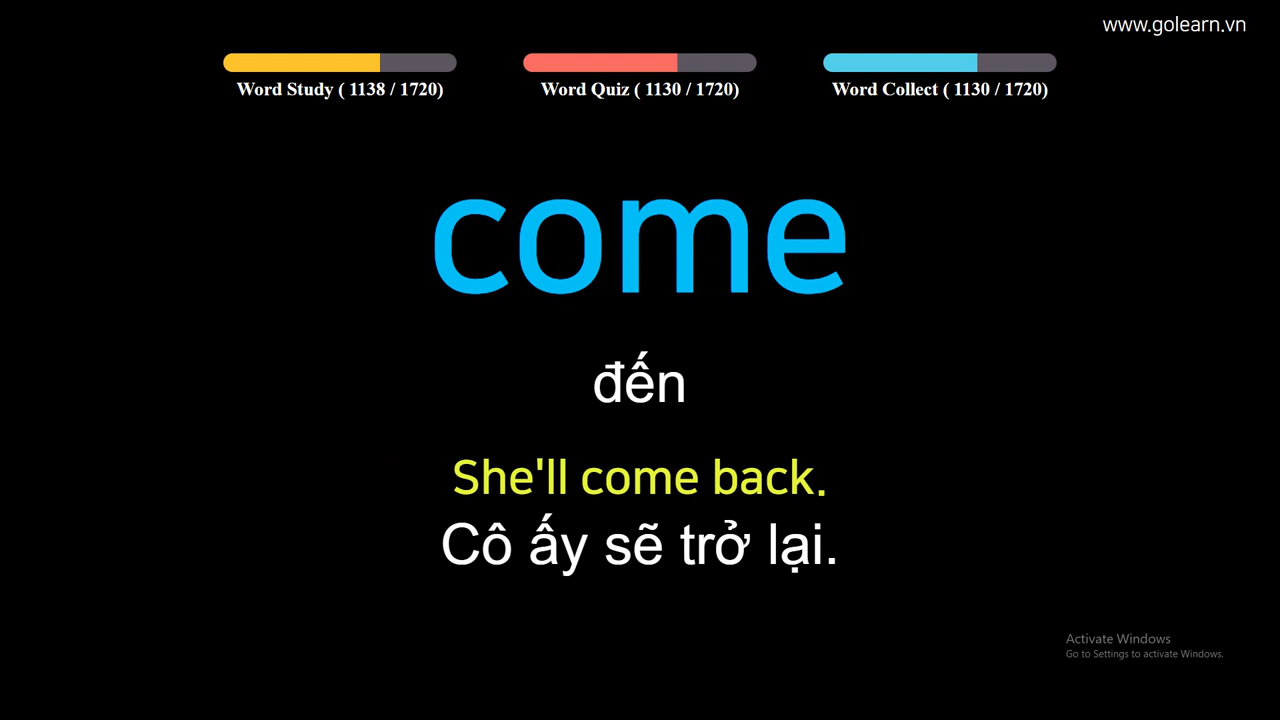 www.golearn.vn
Word Study ( 1138 / 1720)
Word Quiz ( 1130 / 1720)
Word Collect ( 1130 / 1720)
come
đến
She'll come back.
Cô ấy sẽ trở lại.
Activate Windows
Go to Settings to activate Windows.